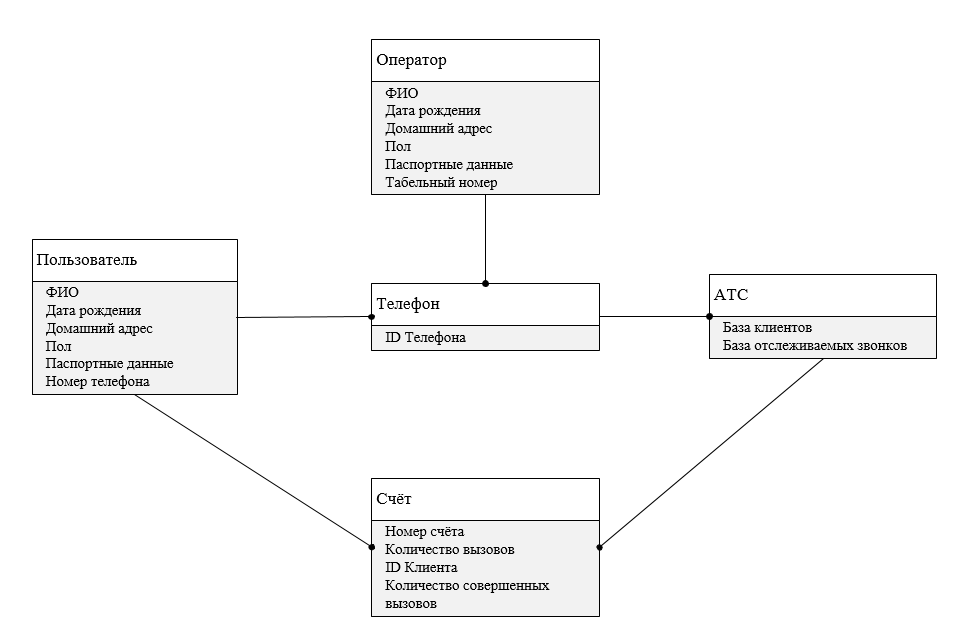 Оператор
ФИО
Дата рождения
Домашний адрес
Пол
Паспортные данные
Табельный номер
Пользователь
ФИО
Дата рождения
Домашний адрес
Пол
Паспортные данные
Номер телефона
Телефон
ID Телефона
АТС
База клиентов
База отслеживаемых звонков
Счёт
Номер счёта
Количество вызовов
ID Клиента
Количество совершенных
вызовов